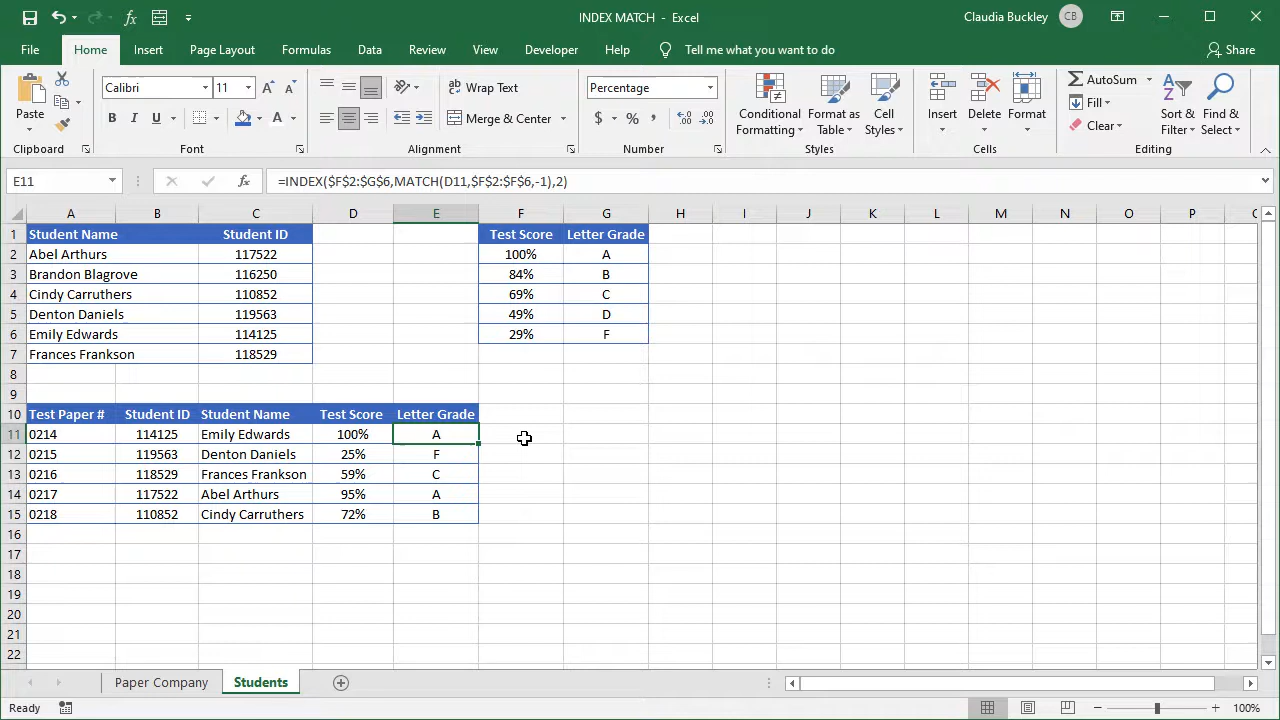 INDEX MATCH - Excel
Claudia Buckley CB
File Home Insert Page Layout Formulas Data Review View Developer Help Tell me what you want to do Share
Paste
Calibri 11
B I U
Wrap Text
Merge & Center
Percentage
$ % ,
Conditional Formatting
Format as Table
Cell Styles
Insert Delete Format
AutoSum
Fill
Clear
Sort & Filter
Find & Select
Clipboard Font Alignment Number Styles Cells Editing
E11 fx =INDEX($F$2:$G$6,MATCH(D11,$F$2:$F$6,-1),2)
A B C D E F G H I J K L M N O P
1 Student Name Student ID Test Score Letter Grade
2 Abel Arthurs 117522 100% A
3 Brandon Blagrove 116250 84% B
4 Cindy Carruthers 110852 69% C
5 Denton Daniels 119563 49% D
6 Emily Edwards 114125 29% F
7 Frances Frankson 118529
8
9
10 Test Paper # Student ID Student Name Test Score Letter Grade
11 0214 114125 Emily Edwards 100% A
12 0215 119563 Denton Daniels 25% F
13 0216 118529 Frances Frankson 59% C
14 0217 117522 Abel Arthurs 95% A
15 0218 110852 Cindy Carruthers 72% B
16
17
18
19
20
21
22
Paper Company Students
Ready 100%